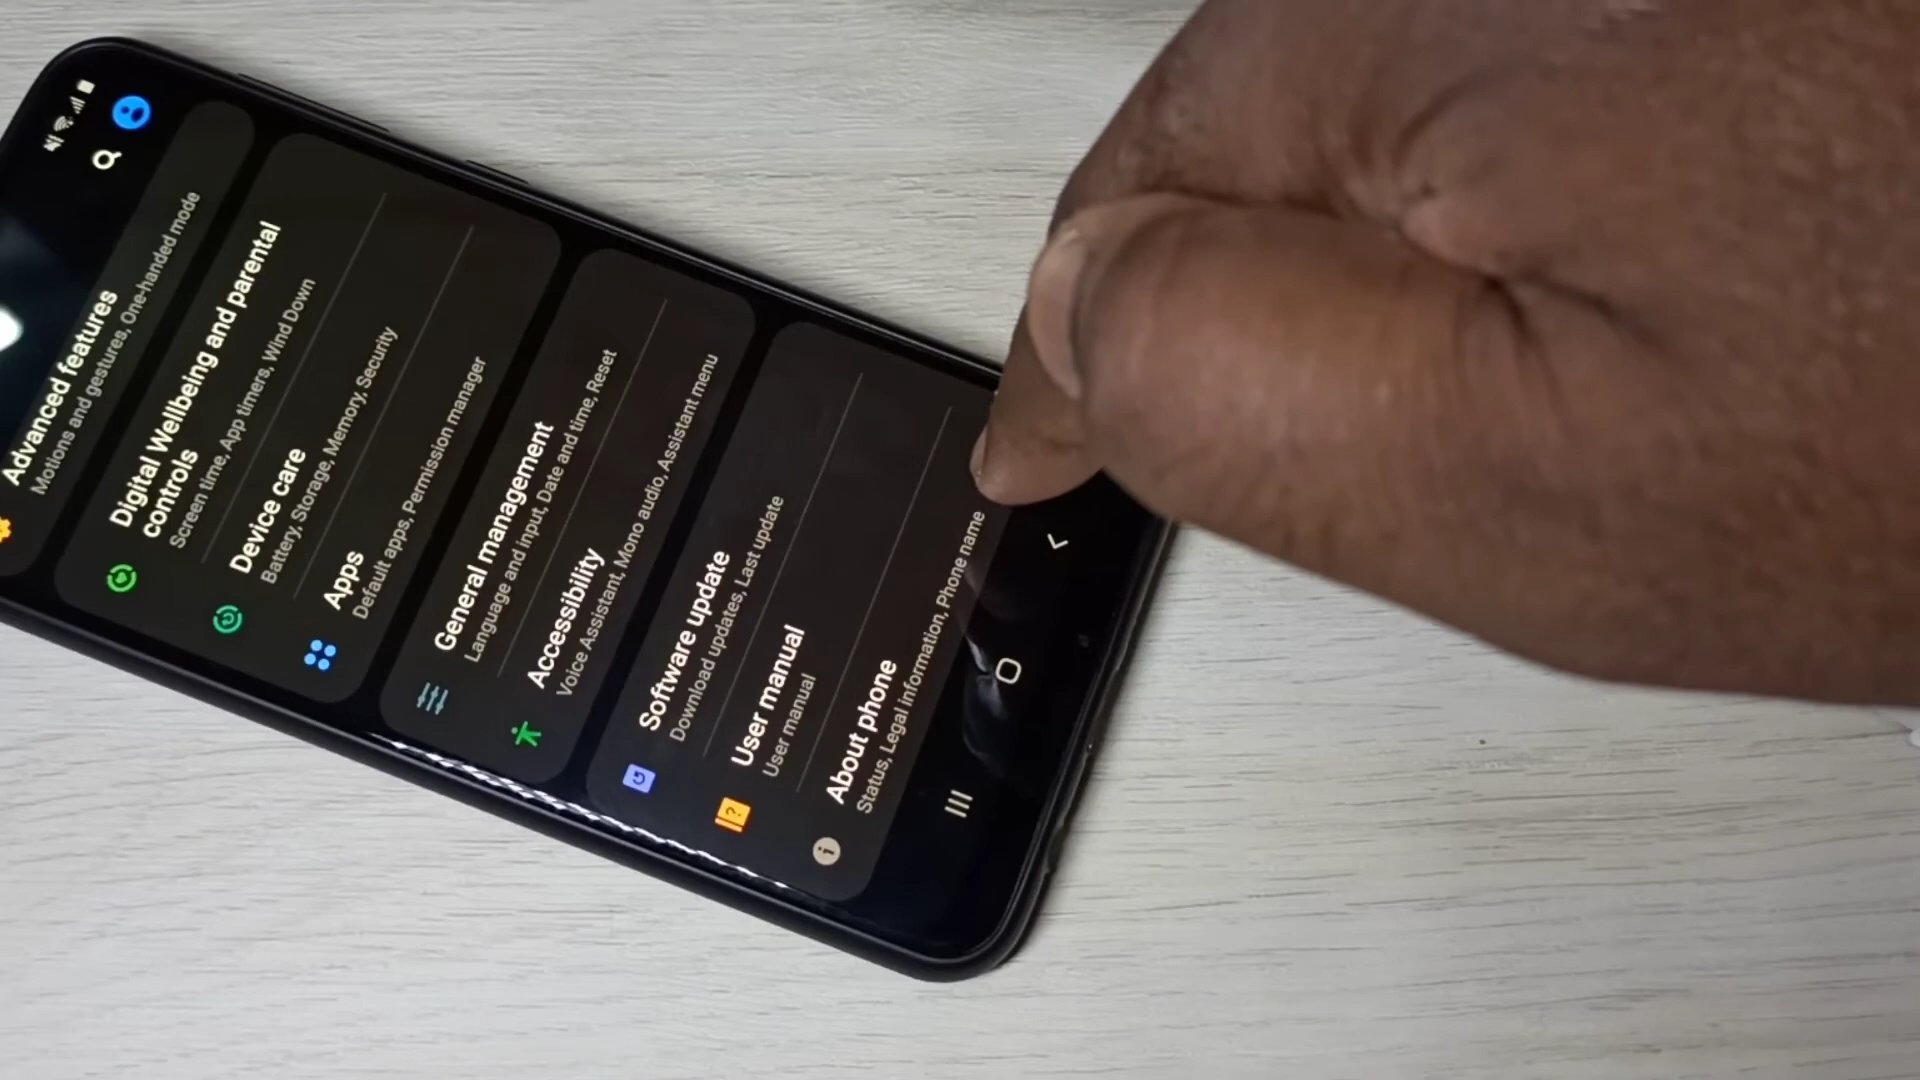 Advanced features
Motions and gestures, One-handed mode
Digital Wellbeing and parental
controls
Screen time, App timers, Wind Down
Device care
Battery, Storage, Memory, Security
Apps
Default apps, Permission manager
General management
Language and input, Date and time, Reset
Accessibility
Voice Assistant, Mono audio, Assistant menu
Software update
Download updates, Last update
User manual
User manual
About phone
Status, Legal information, Phone name